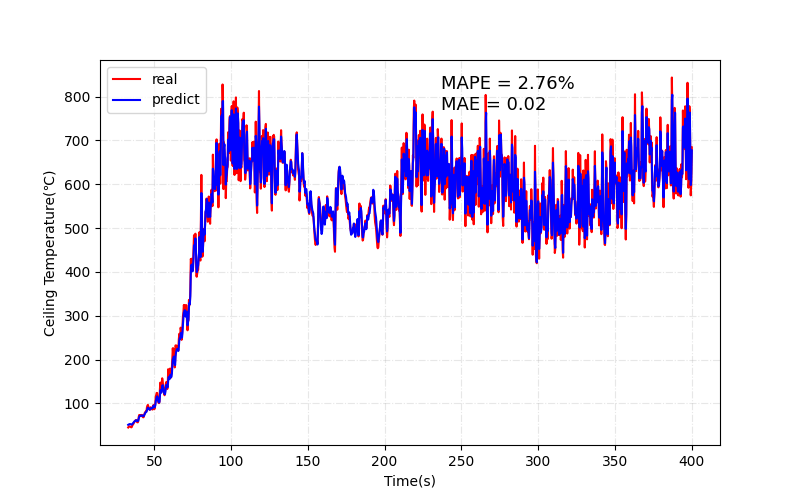 real
predict
MAPE = 2.76%
MAE = 0.02
Ceiling Temperature(℃)
800
700
600
500
400
300
200
100
50
100
150
200
250
300
350
400
Time(s)